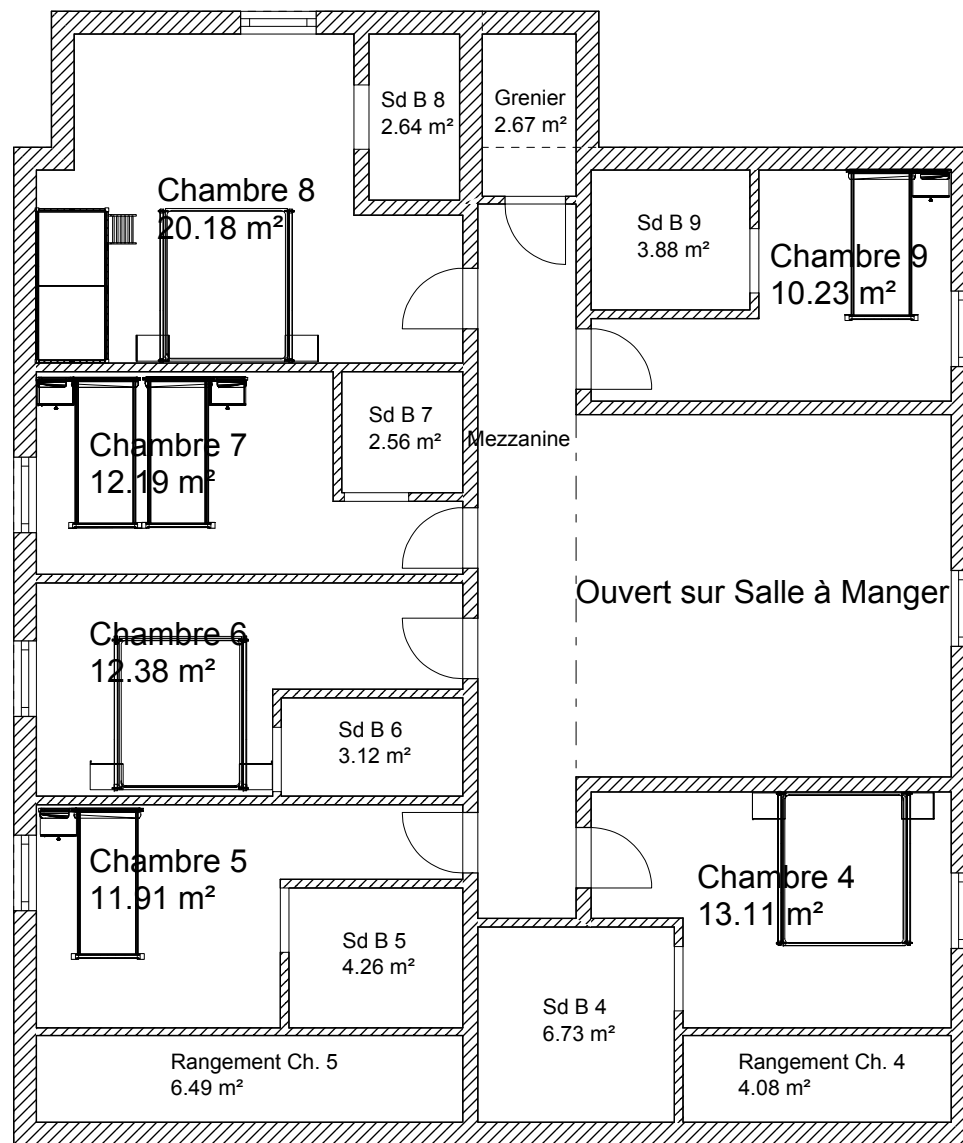 Sd B 8
2.64 m²
Grenier
2.67 m²
Chambre 8
20.18 m²
Sd B 9
3.88 m²
Chambre 9
10.23 m²
Sd B 7
2.56 m²
Chambre 7
12.19 m²
Mezzanine
Ouvert sur Salle à Manger
Chambre 6
12.38 m²
Sd B 6
3.12 m²
Chambre 5
11.91 m²
Chambre 4
13.11 m²
Sd B 5
4.26 m²
Sd B 4
6.73 m²
Rangement Ch. 5
6.49 m²
Rangement Ch. 4
4.08 m²